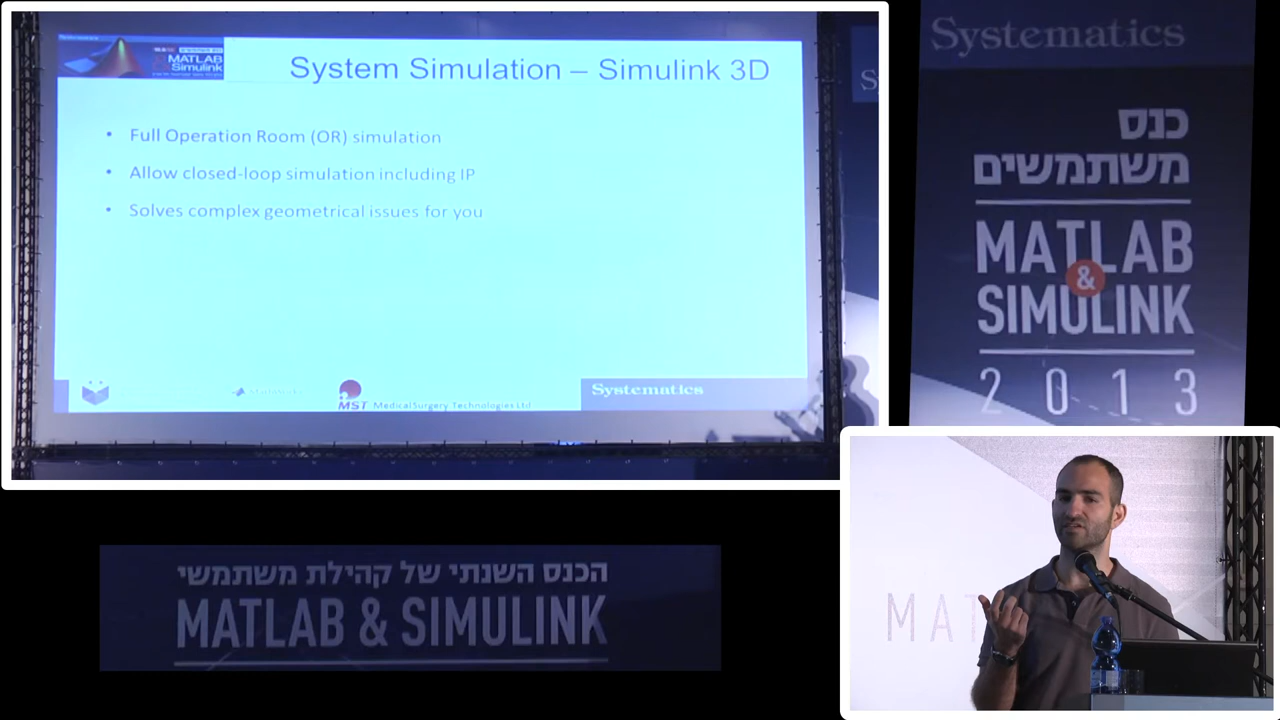 MATLAB
Simulink
System Simulation – Simulink 3D
• Full Operation Room (OR) simulation
• Allow closed-loop simulation including IP
• Solves complex geometrical issues for you
MathWorks
MST Medical Surgery Technologies Ltd
Systematics
S
Systematics
כנס
משתמשים
MATLAB
&
SIMULINK
2013
הכנס השנתי של קהילת משתמשי
MATLAB & SIMULINK
MAT